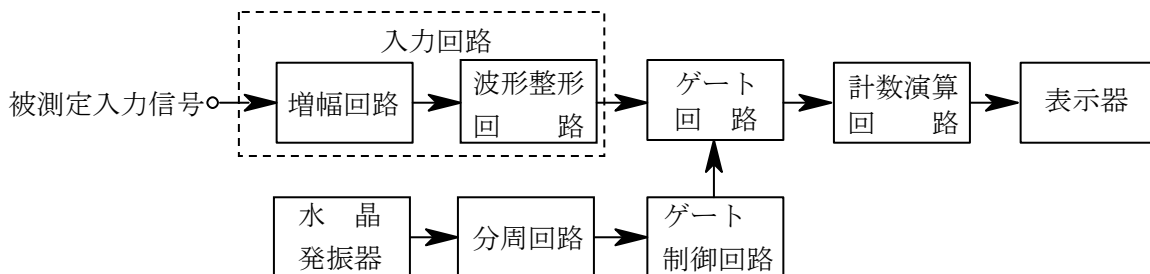 入力回路
被測定入力信号
増幅回路
波形整形
回　　路
ゲート
回　路
計数演算
回　　路
表示器
水　晶
発振器
分周回路
ゲート
制御回路